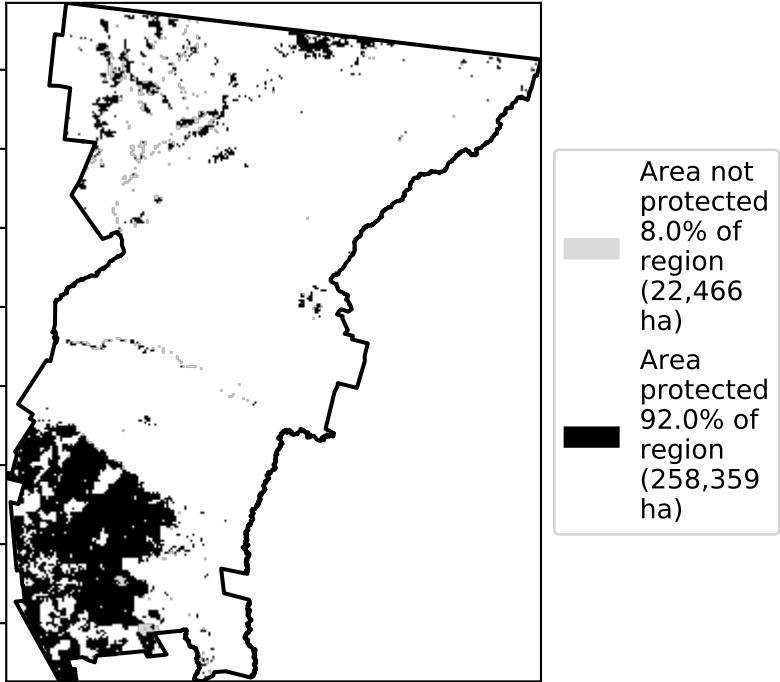 Area not
protected
8.0% of
region
(22,466
ha)
Area
protected
92.0% of
region
(258,359
ha)